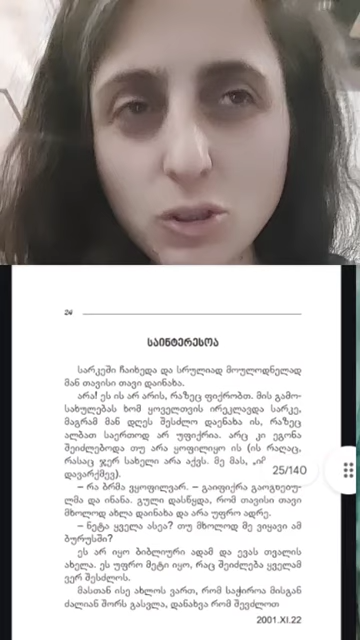 24
საინტერესოა
სარკეში ჩაიხედა და სრულიად მოულოდნელად
მან თავისი თავი დაინახა.
არა! ეს ის არ არის, რაზეც ფიქრობთ. მის გამო-
სახულებას ხომ ყოველთვის ირეკლავდა სარკე,
მაგრამ მან დღეს შესძლო დაენახა ის, რაზეც
ალბათ საერთოდ არ უფიქრია. არც კი ეგონა
შეიძლებოდა თუ არა ყოფილიყო ის (ის რაღაც,
რასაც ჯერ სახელი არა აქვს. მე მას,
დავარქმევ).
25/140
– რა ბრმა ვყოფილვარ. – გაიფიქრა
ლმა და ინანა. გული დასწყდა, რომ თავისი თავი
მხოლოდ ახლა დაინახა და არა უფრო ადრე.
– ნეტა ყველა ასეა? თუ მხოლოდ მე ვიყავი ამ
ბურუსში?
ეს არ იყო ბიბლიური ადამ და ევას თვალის
ახელა. ეს უფრო მეტი იყო, რაც შეიძლება ყველამ
ვერ შესძლოს.
მასთან ისე ახლოს ვართ, რომ საჭიროა მისგან
ძალიან შორს გასვლა, დანახვა რომ შევძლოთ
2001.XI.22